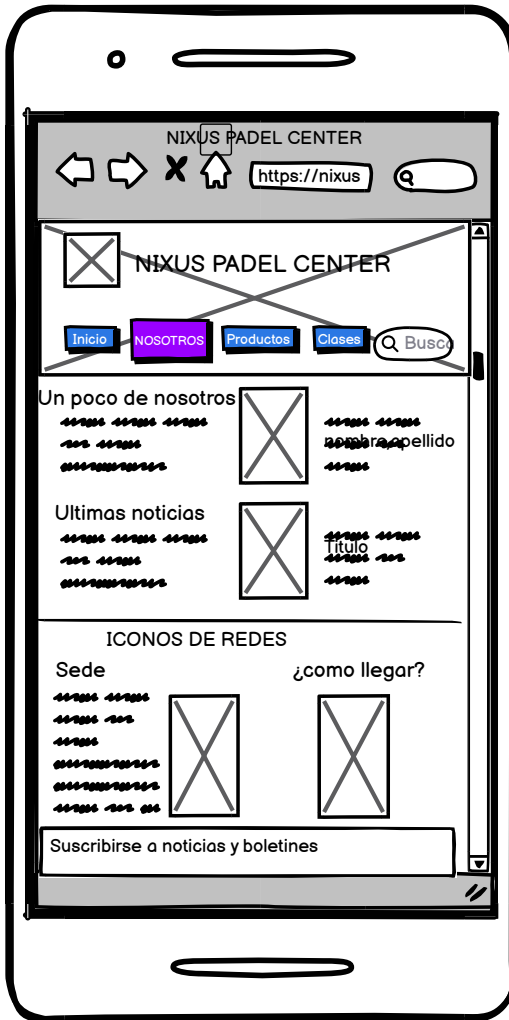 NIXUS PADEL CENTER
https://nixus
NIXUS PADEL CENTER
Inicio
NOSOTROS
Productos
Clases
Busco
Un poco de nosotros
nombre apellido
Ultimas noticias
Titulo
ICONOS DE REDES
Sede
¿como llegar?
Suscribirse a noticias y boletines